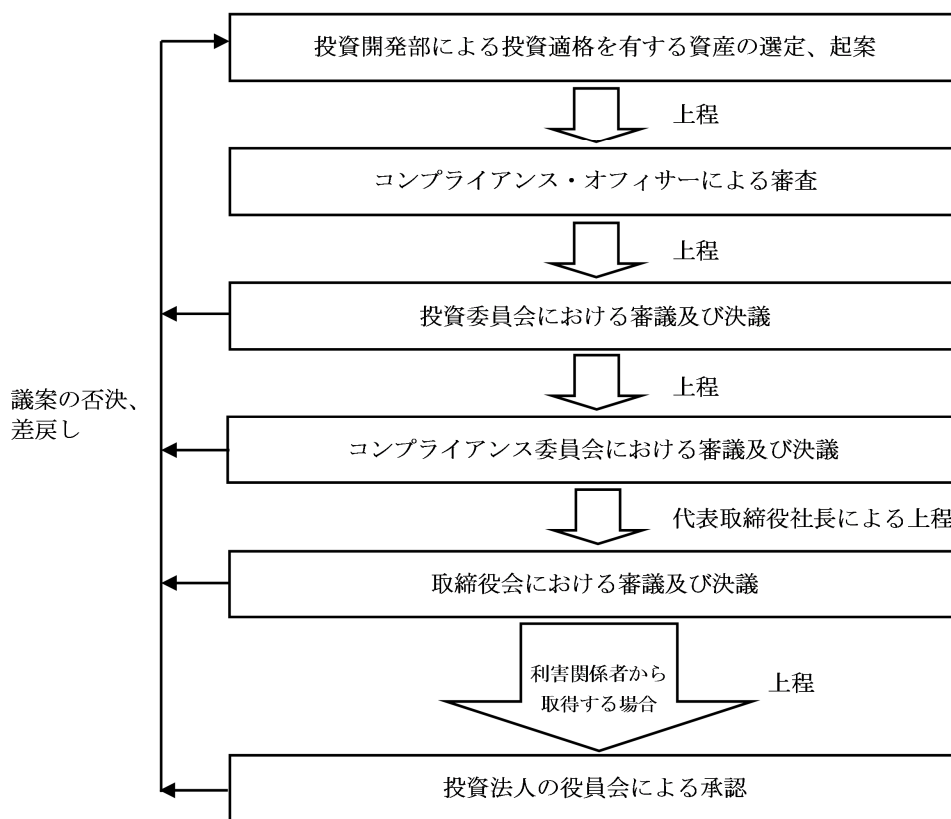 投資開発部による投資適格を有する資産の選定、起案
上程
コンプライアンス・オフィサーによる審査
上程
投資委員会における審議及び決議
上程
議案の否決、
差戻し
コンプライアンス委員会における審議及び決議
代表取締役社長による上程
取締役会における審議及び決議
利害関係者から
取得する場合
上程
投資法人の役員会による承認